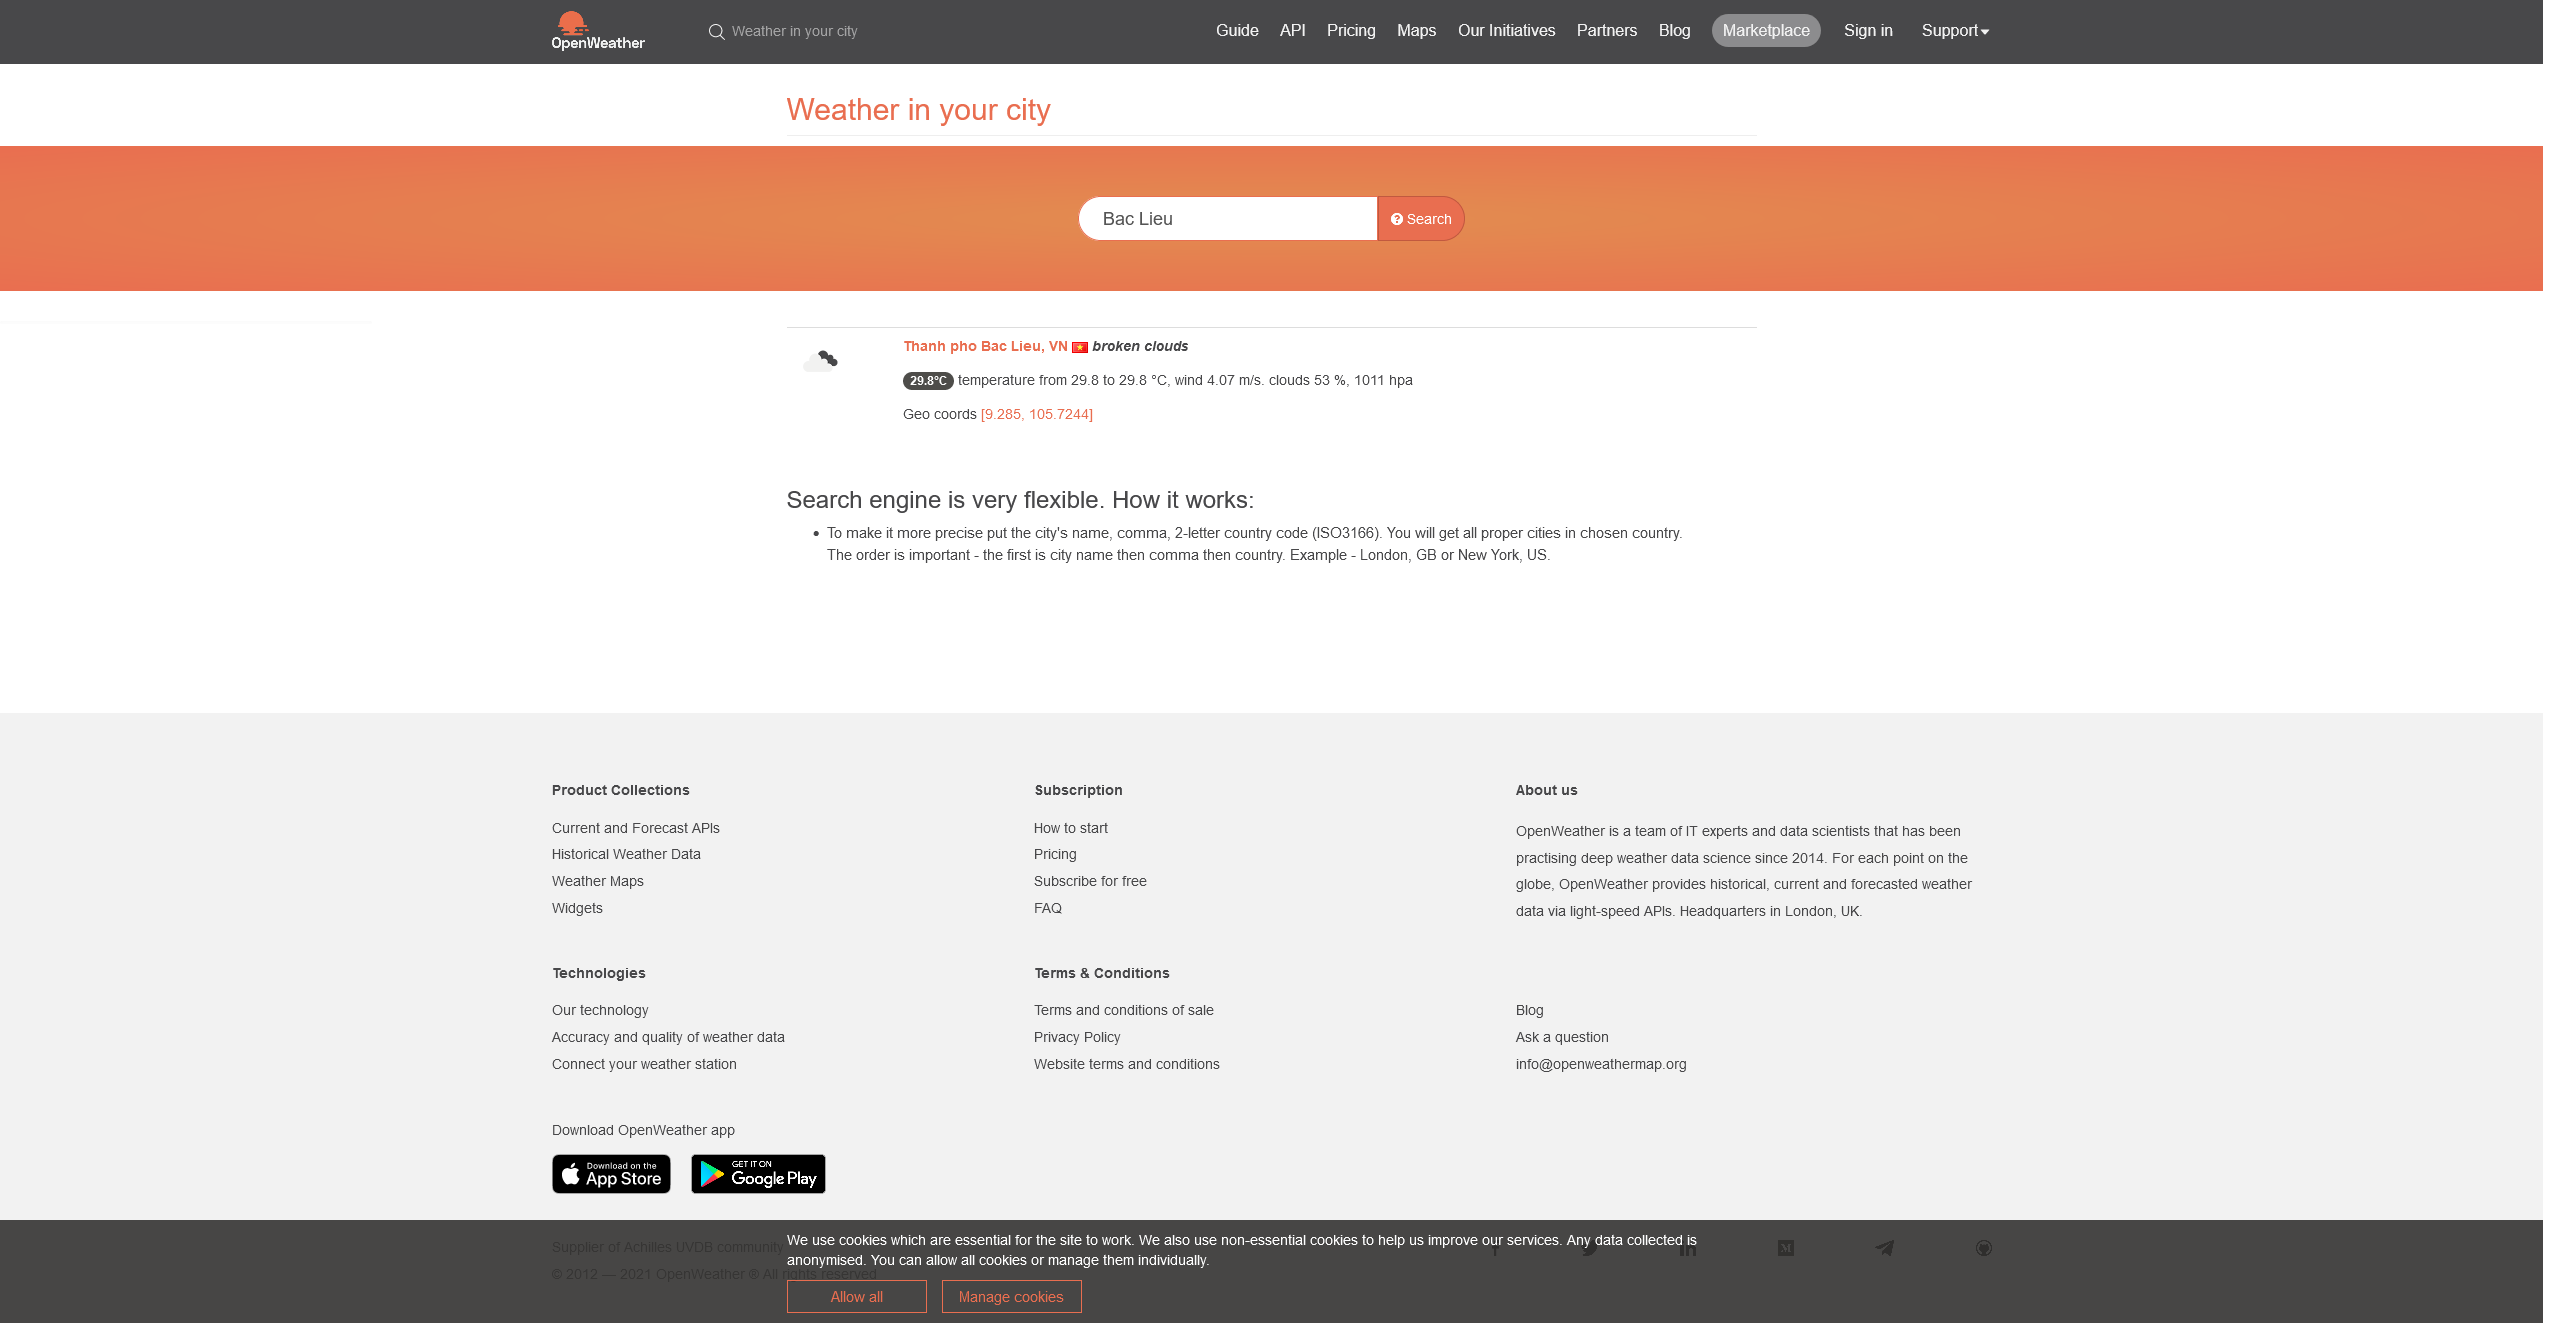 OpenWeather
Weather in your city
Guide API Pricing Maps Our Initiatives Partners Blog Marketplace Sign in Support
Weather in your city
Bac Lieu
Search
Thanh pho Bac Lieu, VN broken clouds
29.8°C temperature from 29.8 to 29.8 °C, wind 4.07 m/s. clouds 53 %, 1011 hpa
Geo coords [9.285, 105.7244]
Search engine is very flexible. How it works:
• To make it more precise put the city's name, comma, 2-letter country code (ISO3166). You will get all proper cities in chosen country.
The order is important - the first is city name then comma then country. Example - London, GB or New York, US.
Product Collections
Current and Forecast APIs
Historical Weather Data
Weather Maps
Widgets
Subscription
How to start
Pricing
Subscribe for free
FAQ
About us
OpenWeather is a team of IT experts and data scientists that has been
practising deep weather data science since 2014. For each point on the
globe, OpenWeather provides historical, current and forecasted weather
data via light-speed APIs. Headquarters in London, UK.
Technologies
Our technology
Accuracy and quality of weather data
Connect your weather station
Terms & Conditions
Terms and conditions of sale
Privacy Policy
Website terms and conditions
Blog
Ask a question
info@openweathermap.org
Download OpenWeather app
Download on the
App Store
GET IT ON
Google Play
Supplier of Achilles UVDB community
© 2012 — 2021 OpenWeather ® All rights reserved
We use cookies which are essential for the site to work. We also use non-essential cookies to help us improve our services. Any data collected is
anonymised. You can allow all cookies or manage them individually.
Allow all
Manage cookies